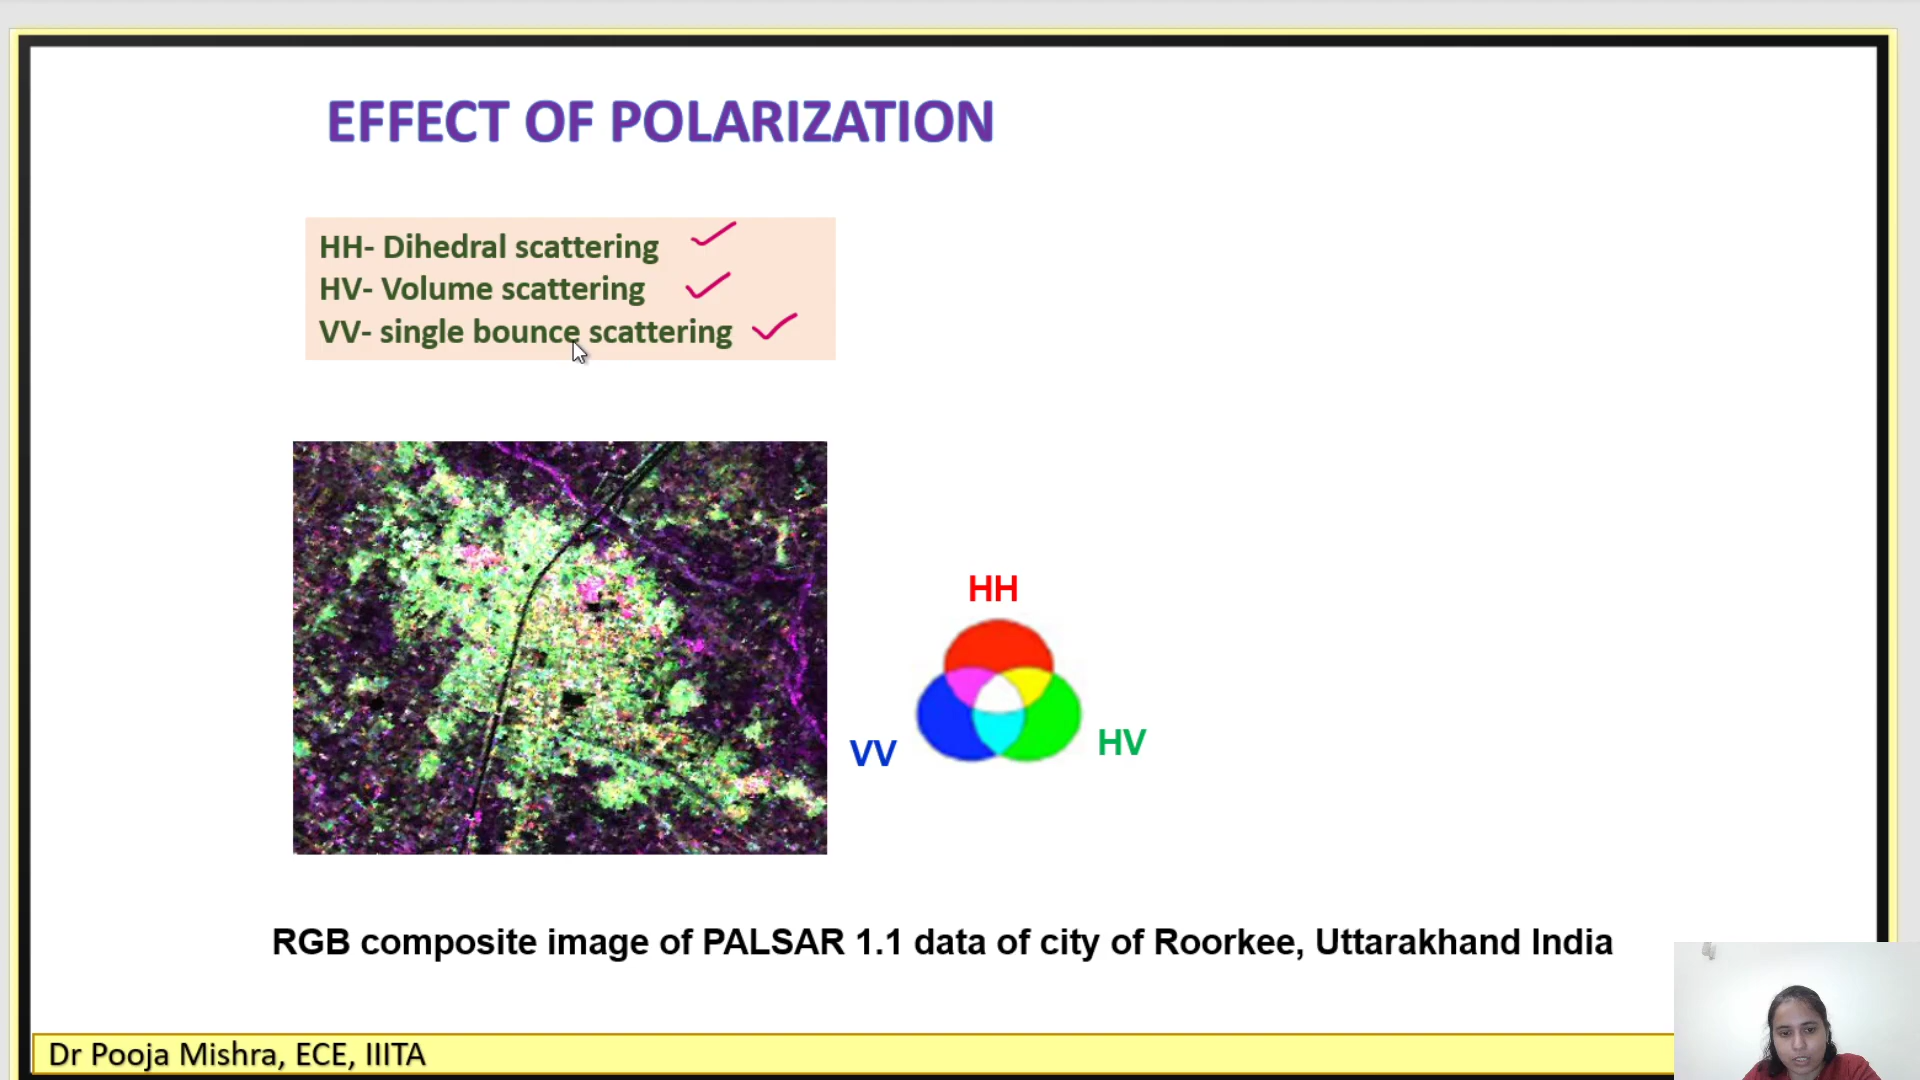 EFFECT OF POLARIZATION
HH- Dihedral scattering
HV- Volume scattering
VV- single bounce scattering
HH
VV
HV
RGB composite image of PALSAR 1.1 data of city of Roorkee, Uttarakhand India
Dr Pooja Mishra, ECE, IIITA